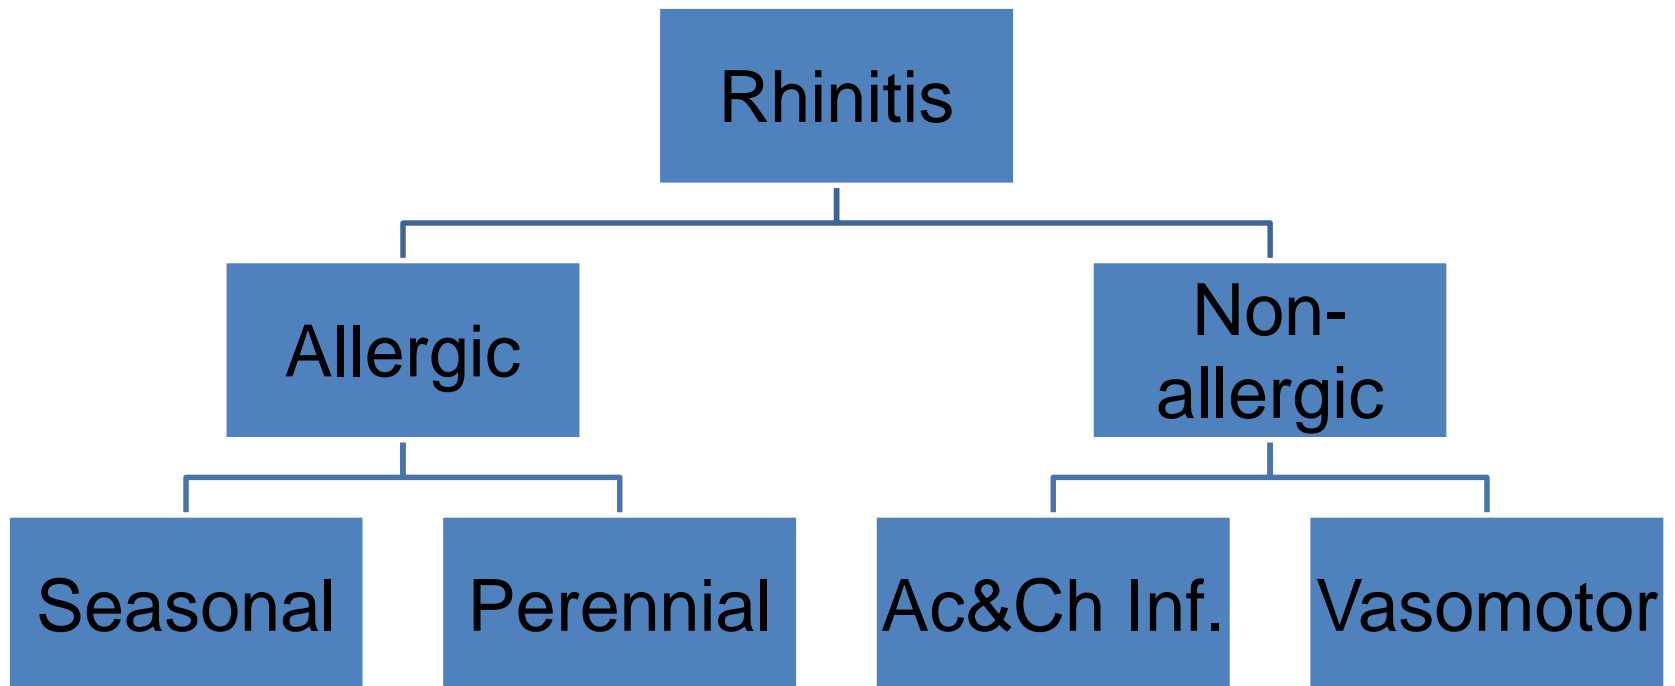 Rhinitis
Allergic
Non-
allergic
Seasonal
Perennial
Ac&Ch Inf.
Vasomotor